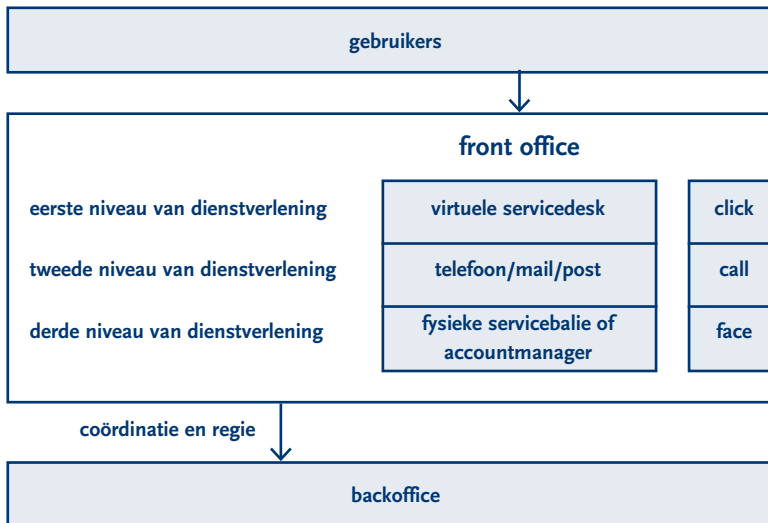 gebruikers
front office
eerste niveau van dienstverlening virtuele servicedesk click
tweede niveau van dienstverlening telefoon/mail/post call
derde niveau van dienstverlening fysieke servicebalie of accountmanager face
coördinatie en regie
backoffice